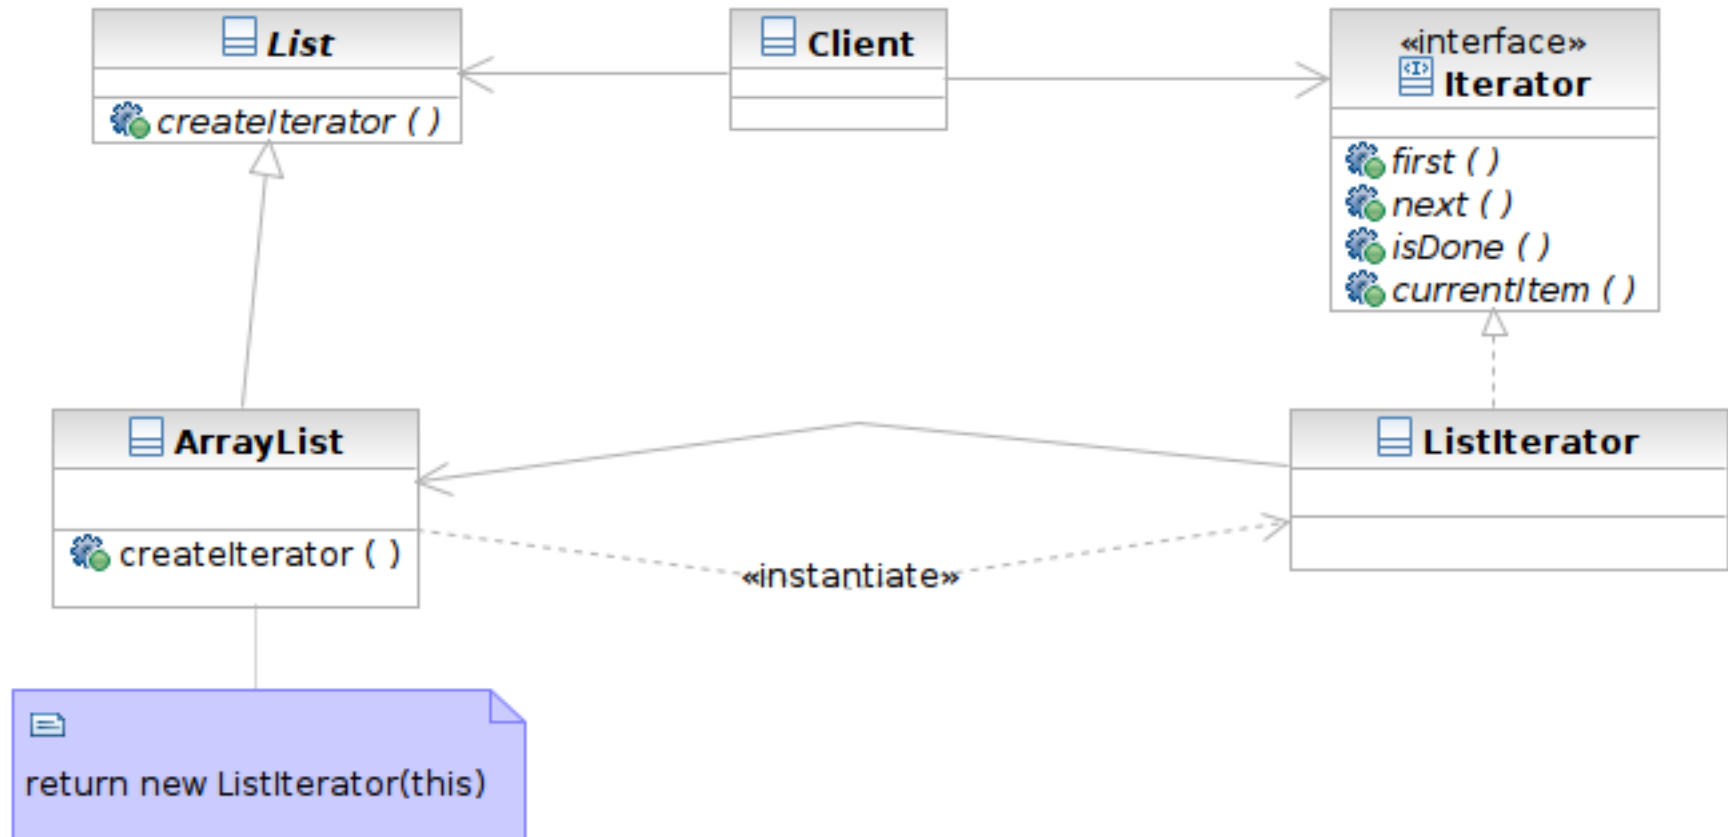 List
createIterator ( )
Client
«interface»
Iterator
first ( )
next ( )
isDone ( )
currentItem ( )
ArrayList
createIterator ( )
ListIterator
«instantiate»
return new ListIterator(this)